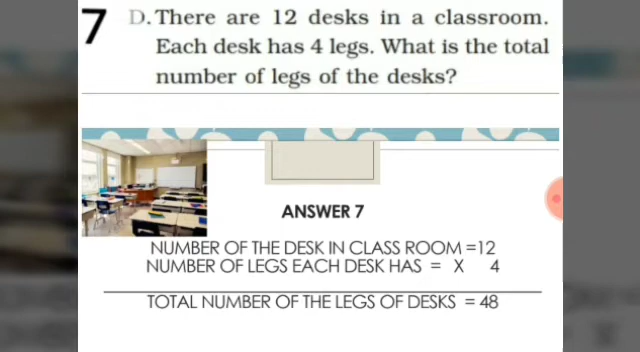 7 D. There are 12 desks in a classroom.
Each desk has 4 legs. What is the total
number of legs of the desks?
ANSWER 7
NUMBER OF THE DESK IN CLASS ROOM =12
NUMBER OF LEGS EACH DESK HAS = X 4
TOTAL NUMBER OF THE LEGS OF DESKS = 48